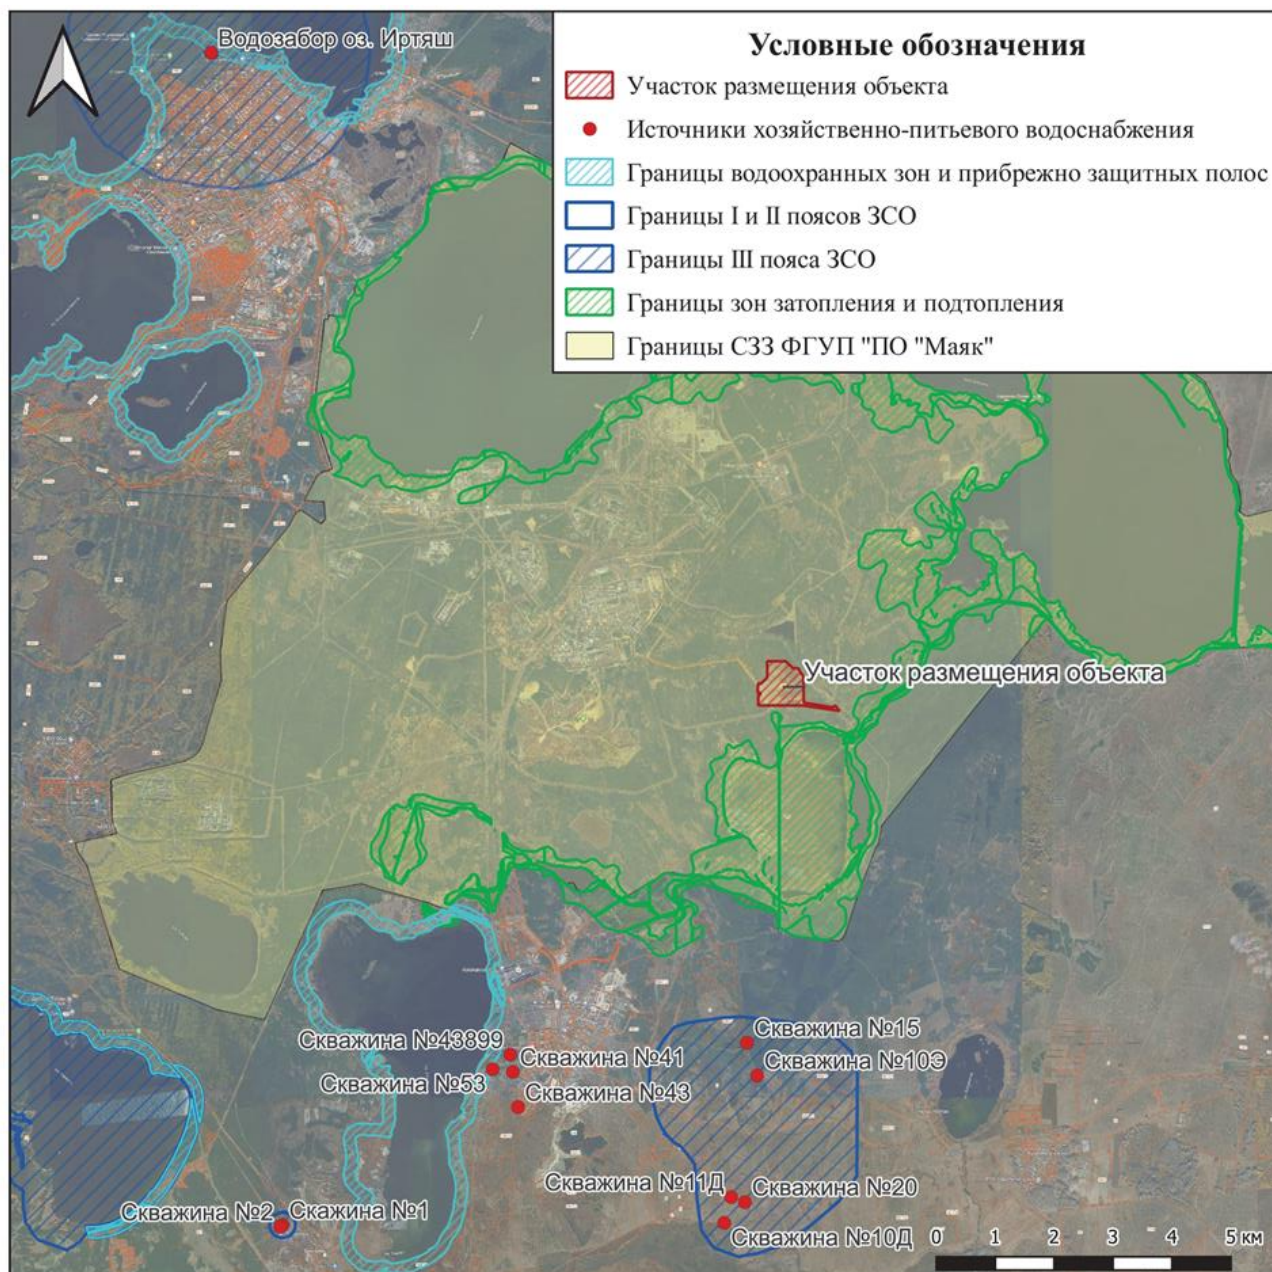 Водозабор оз. Иртяш
Условные обозначения
Участок размещения объекта
Источники хозяйственно-питьевого водоснабжения
Границы водоохранных зон и прибрежно защитных полос
Границы I и II поясов ЗСО
Границы III пояса ЗСО
Границы зон затопления и подтопления
Границы СЗЗ ФГУП "ПО "Маяк"
Участок размещения объекта
Скважина №43899
Скважина №41
Скважина №53
Скважина №43
Скважина №15
Скважина №10Э
Скважина №11Д
Скважина №20
Скважина №10Д
Скважина №2
Скажина №1
0 1 2 3 4 5 км